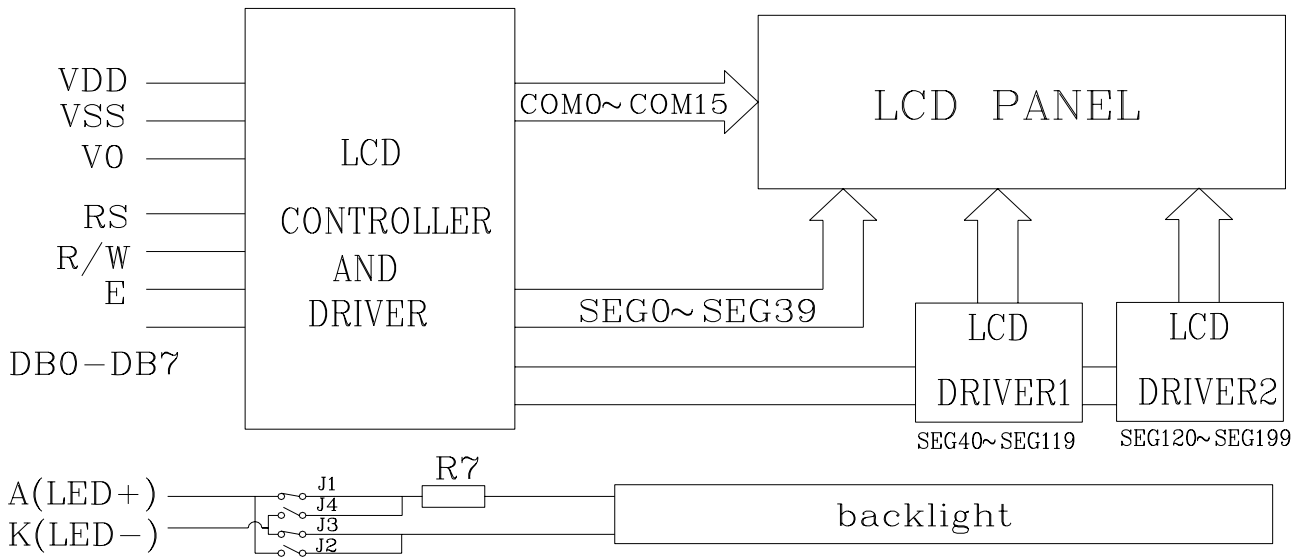 VDD
VSS
V0
RS
R/W
E
DB0-DB7
LCD
CONTROLLER
AND
DRIVER
COM0~COM15
LCD PANEL
SEG0~SEG39
LCD
DRIVER1
SEG40~SEG119
LCD
DRIVER2
SEG120~SEG199
A(LED+)
K(LED-)
J1
J4
J3
J2
R7
backlight